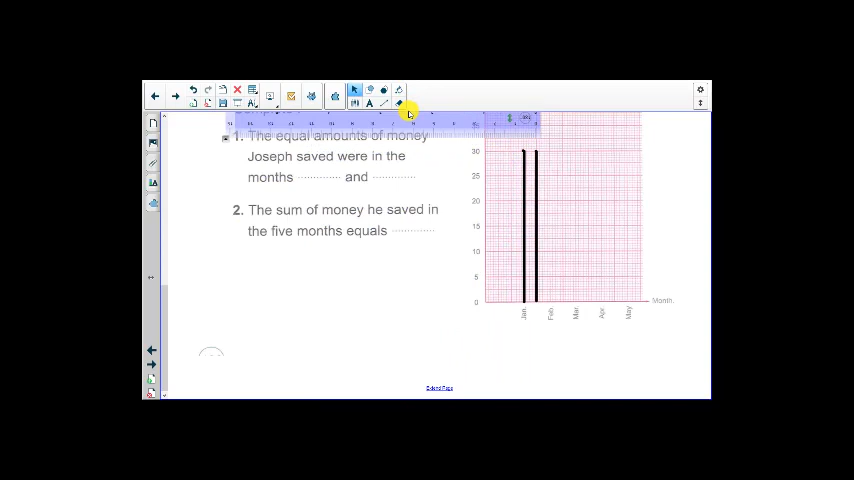 1. The equal amounts of money
Joseph saved were in the
months ............... and ...............
2. The sum of money he saved in
the five months equals ...............
30
25
20
15
10
5
0
Month.
Jan.
Feb.
Mar.
Apr.
May
Extend Page